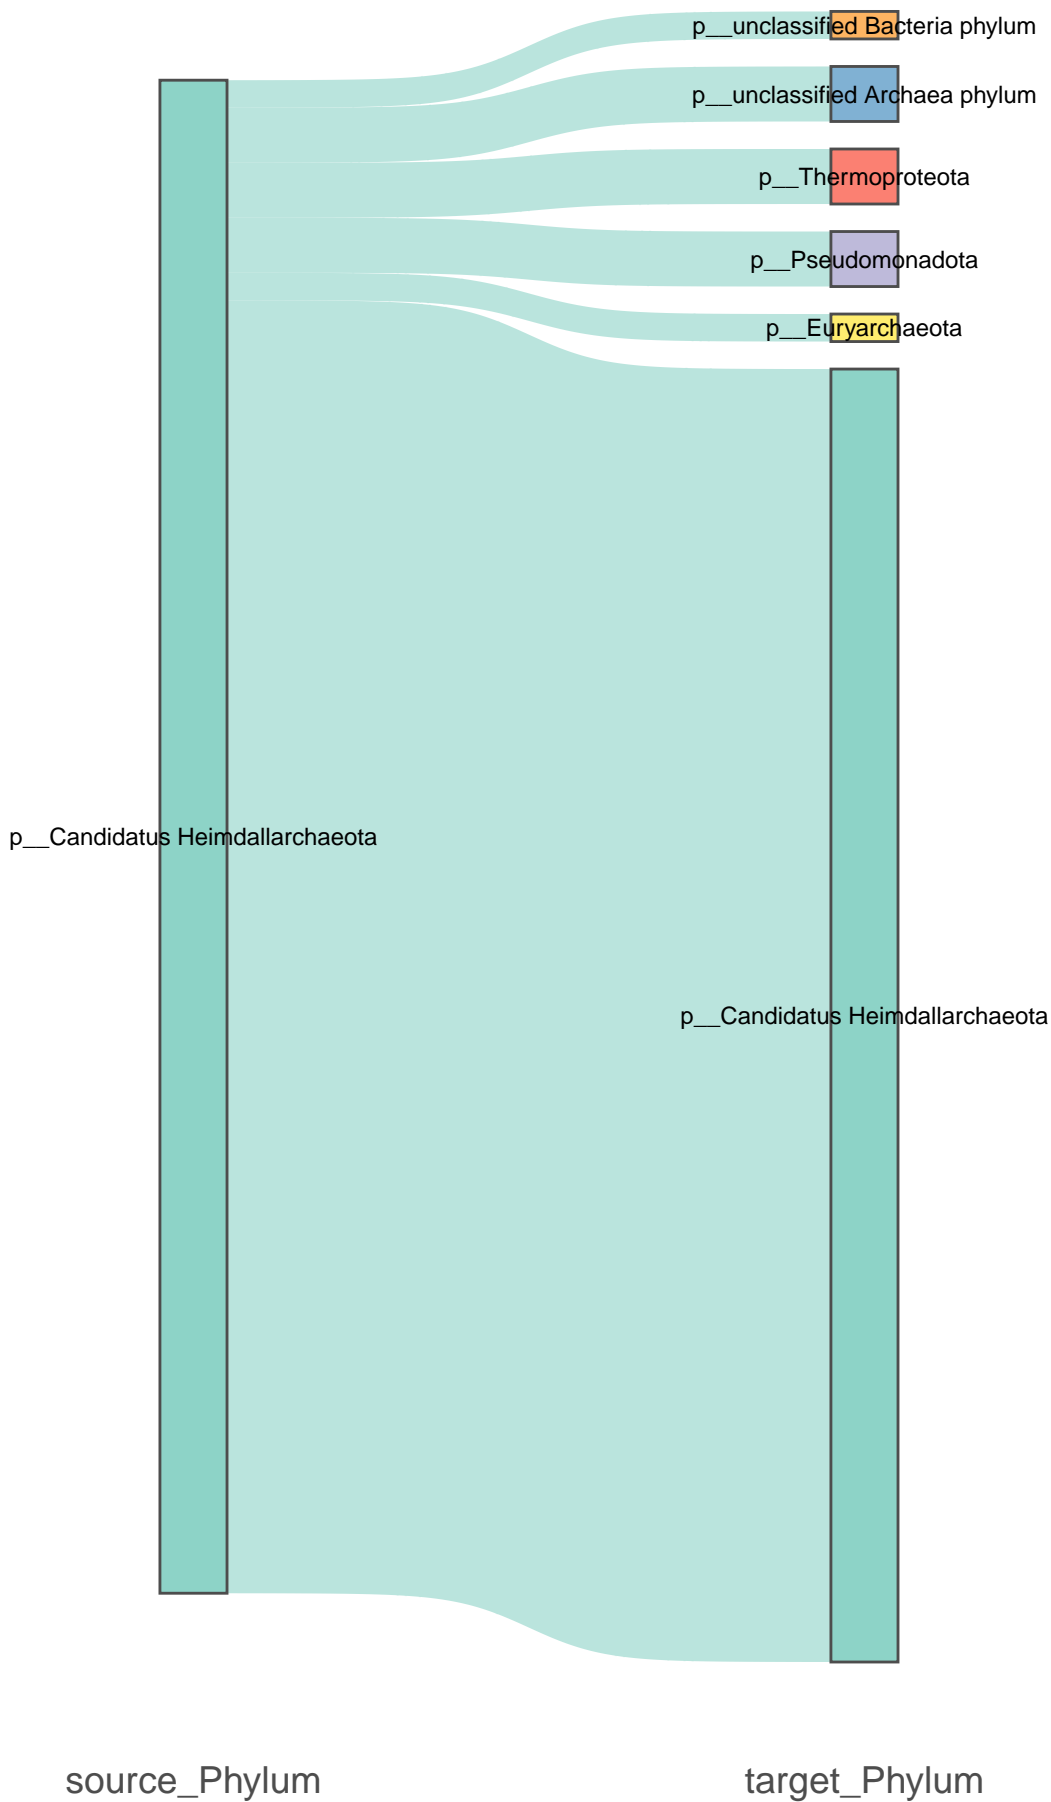 p__unclassified Bacteria phylum
p__unclassified Archaea phylum
p__Thermoproteota
p__Pseudomonadota
p__Euryarchaeota
p__Candidatus Heimdallarchaeota
p__Candidatus Heimdallarchaeota
source_Phylum
target_Phylum